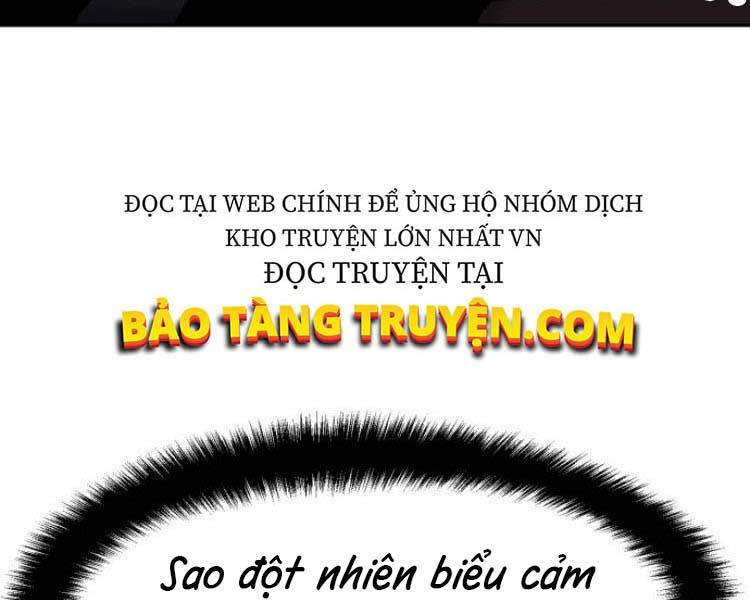 ĐỌC TẠI WEB CHÍNH ĐỂ ỦNG HỘ NHÓM DỊCH
KHO TRUYỆN LỚN NHẤT VN
ĐỌC TRUYỆN TẠI
BẢO TÀNG TRUYỆN.COM
Sao đột nhiên biểu cảm